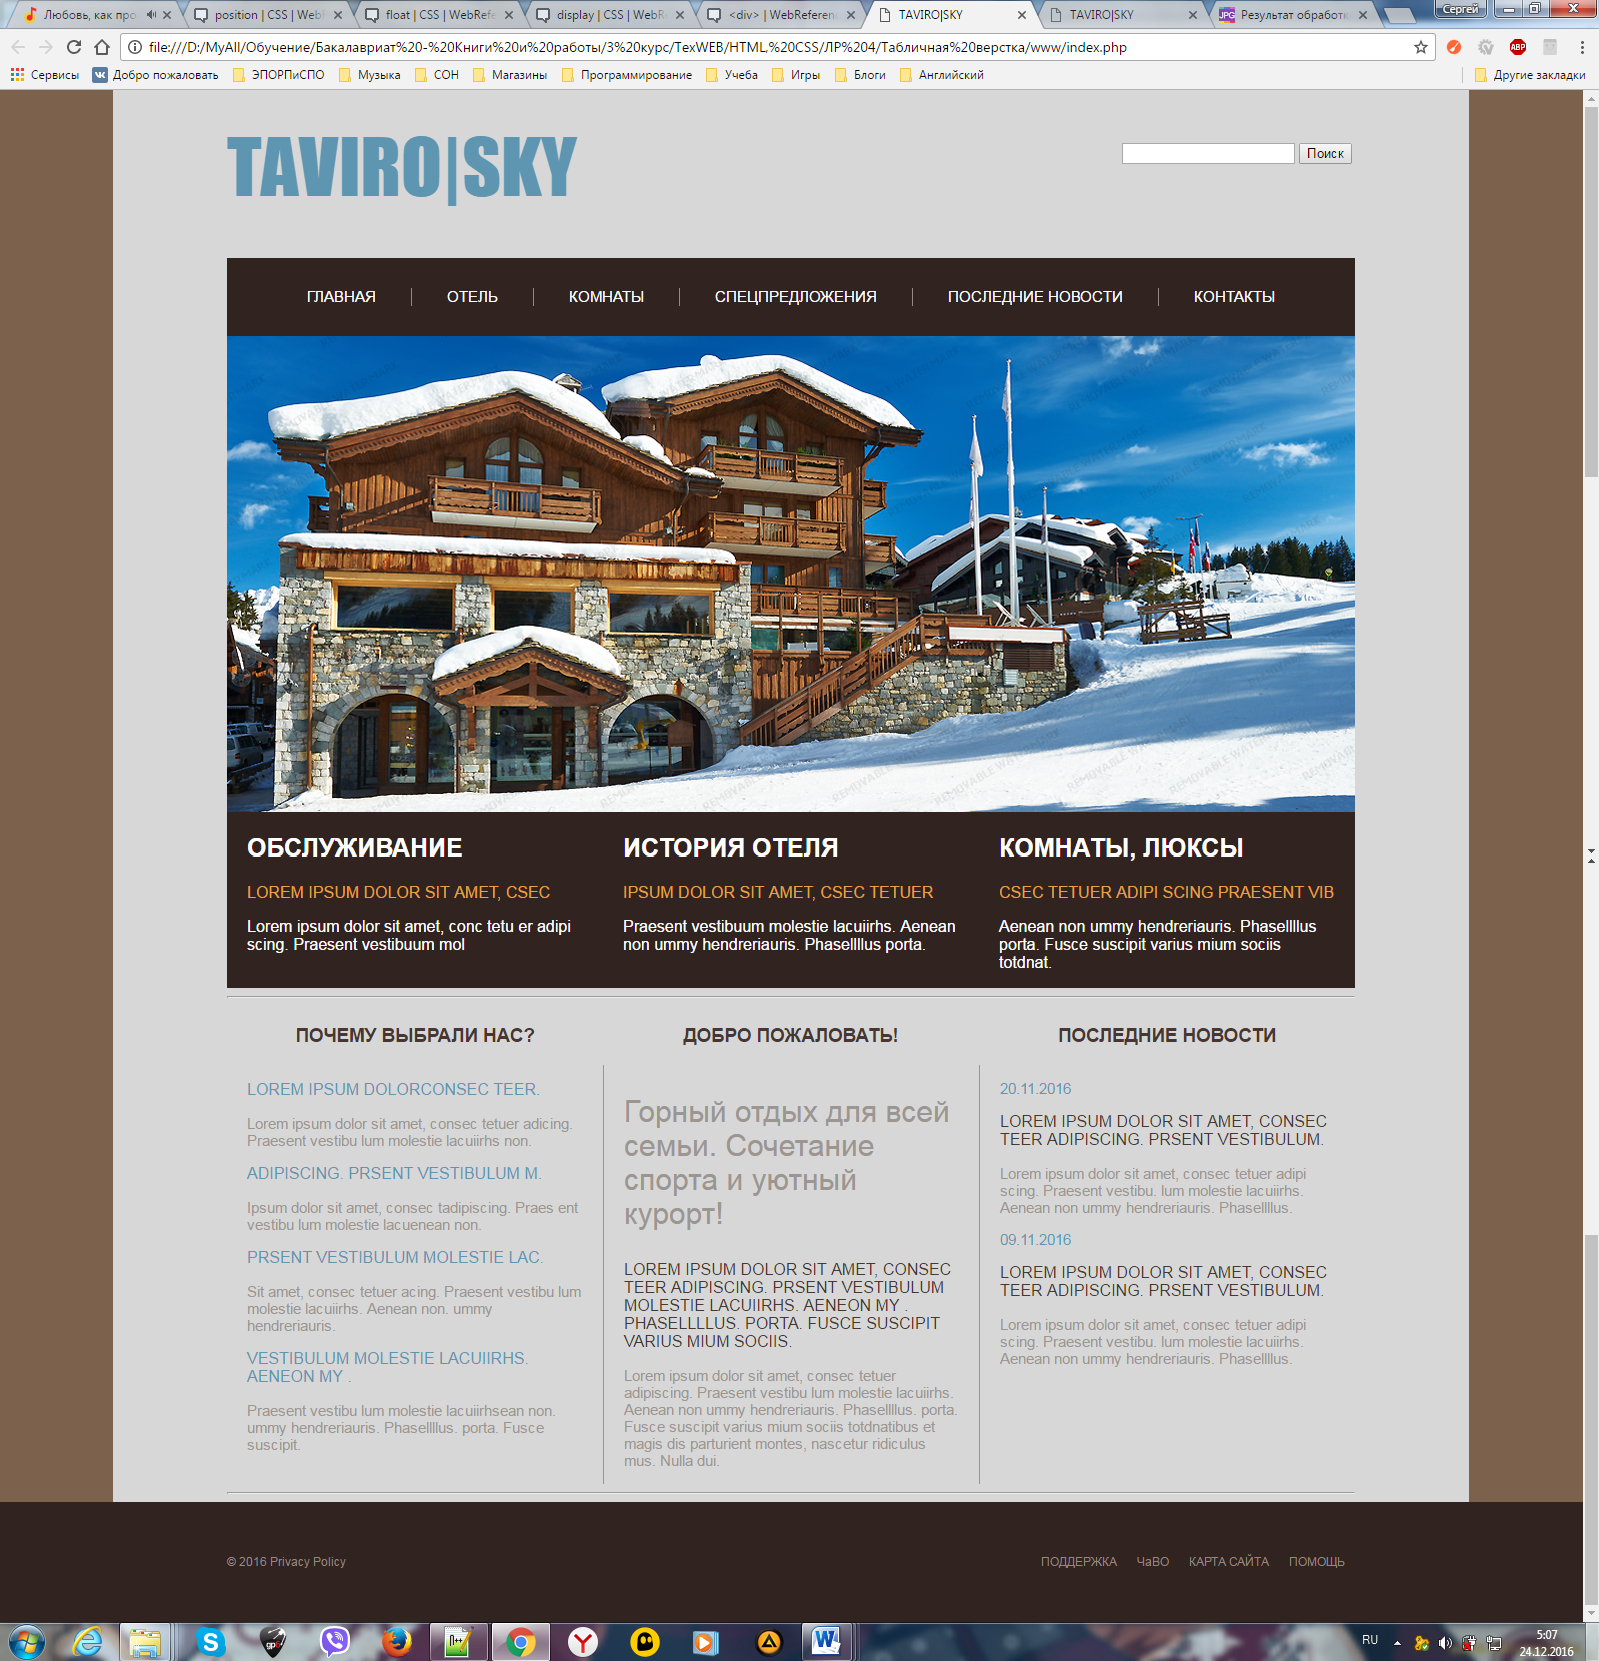 Любовь, как про
position | CSS | Web
float | CSS | WebRefe
display | CSS | WebR
<div> | WebReferen
TAVIRO|SKY
TAVIRO|SKY
Результат обработк
Сергей
file:///D:/MyAll/Обучение/Бакалавриат%20-%20Книги%20и%20работы/3%20курс/ТехWEB/HTML,%20CSS/ЛР%204/Табличная%20верстка/www/index.php
Сервисы
Добро пожаловать
ЭПОРПиСПО
Музыка
СОН
Магазины
Программирование
Учеба
Игры
Блоги
Английский
Другие закладки
TAVIRO|SKY
Поиск
ГЛАВНАЯ
ОТЕЛЬ
КОМНАТЫ
СПЕЦПРЕДЛОЖЕНИЯ
ПОСЛЕДНИЕ НОВОСТИ
КОНТАКТЫ
ОБСЛУЖИВАНИЕ
LOREM IPSUM DOLOR SIT AMET, CSEC
Lorem ipsum dolor sit amet, conc tetu er adipi
scing. Praesent vestibuum mol
ИСТОРИЯ ОТЕЛЯ
IPSUM DOLOR SIT AMET, CSEC TETUER
Praesent vestibuum molestie lacuiirhs. Aenean
non ummy hendreriauris. Phasellllus porta.
КОМНАТЫ, ЛЮКСЫ
CSEC TETUER ADIPI SCING PRAESENT VIB
Aenean non ummy hendreriauris. Phasellllus
porta. Fusce suscipit varius mium sociis
totdnat.
ПОЧЕМУ ВЫБРАЛИ НАС?
LOREM IPSUM DOLORCONSEC TEER.
Lorem ipsum dolor sit amet, consec tetuer adicing.
Praesent vestibu lum molestie lacuiirhs non.
ADIPISCING. PRSENT VESTIBULUM M.
Ipsum dolor sit amet, consec tadipiscing. Praes ent
vestibu lum molestie lacuenean non.
PRSENT VESTIBULUM MOLESTIE LAC.
Sit amet, consec tetuer acing. Praesent vestibu lum
molestie lacuiirhs. Aenean non. ummy
hendreriauris.
VESTIBULUM MOLESTIE LACUIIRHS.
AENEON MY .
Praesent vestibu lum molestie lacuiirhsean non.
ummy hendreriauris. Phasellllus. porta. Fusce
suscipit.
ДОБРО ПОЖАЛОВАТЬ!
Горный отдых для всей
семьи. Сочетание
спорта и уютный
курорт!
LOREM IPSUM DOLOR SIT AMET, CONSEC
TEER ADIPISCING. PRSENT VESTIBULUM
MOLESTIE LACUIIRHS. AENEON MY .
PHASELLLLUS. PORTA. FUSCE SUSCIPIT
VARIUS MIUM SOCIIS.
Lorem ipsum dolor sit amet, consec tetuer
adipiscing. Praesent vestibu lum molestie lacuiirhs.
Aenean non ummy hendreriauris. Phasellllus. porta.
Fusce suscipit varius mium sociis totdnatibus et
magis dis parturient montes, nascetur ridiculus
mus. Nulla dui.
ПОСЛЕДНИЕ НОВОСТИ
20.11.2016
LOREM IPSUM DOLOR SIT AMET, CONSEC
TEER ADIPISCING. PRSENT VESTIBULUM.
Lorem ipsum dolor sit amet, consec tetuer adipi
scing. Praesent vestibu. lum molestie lacuiirhs.
Aenean non ummy hendreriauris. Phasellllus.
09.11.2016
LOREM IPSUM DOLOR SIT AMET, CONSEC
TEER ADIPISCING. PRSENT VESTIBULUM.
Lorem ipsum dolor sit amet, consec tetuer adipi
scing. Praesent vestibu. lum molestie lacuiirhs.
Aenean non ummy hendreriauris. Phasellllus.
© 2016 Privacy Policy
ПОДДЕРЖКА
ЧаВО
КАРТА САЙТА
ПОМОЩЬ
RU
5:07
24.12.2016